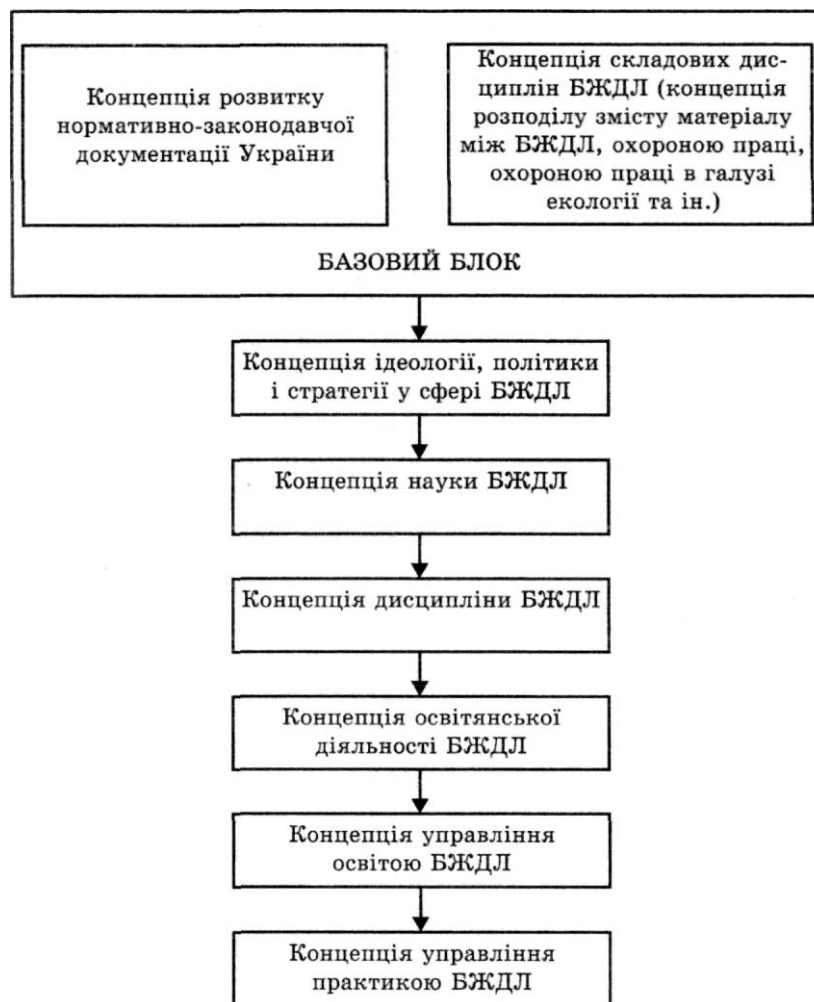 Концепція розвитку
нормативно-законодавчої
документації України
Концепція складових дис-
циплін БЖДЛ (концепція
розподілу змісту матеріалу
між БЖДЛ, охороною праці,
охороною праці в галузі
екології та ін.)
БАЗОВИЙ БЛОК
Концепція ідеології, політики
і стратегії у сфері БЖДЛ
Концепція науки БЖДЛ
Концепція дисципліни БЖДЛ
Концепція освітянської
діяльності БЖДЛ
Концепція управління
освітою БЖДЛ
Концепція управління
практикою БЖДЛ